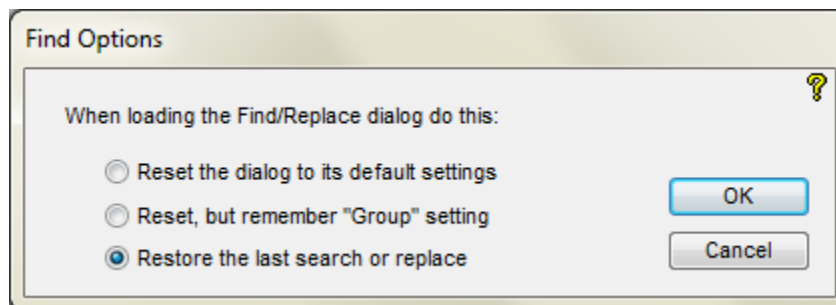 Find Options
?
When loading the Find/Replace dialog do this:
Reset the dialog to its default settings
Reset, but remember "Group" setting
Restore the last search or replace
OK
Cancel